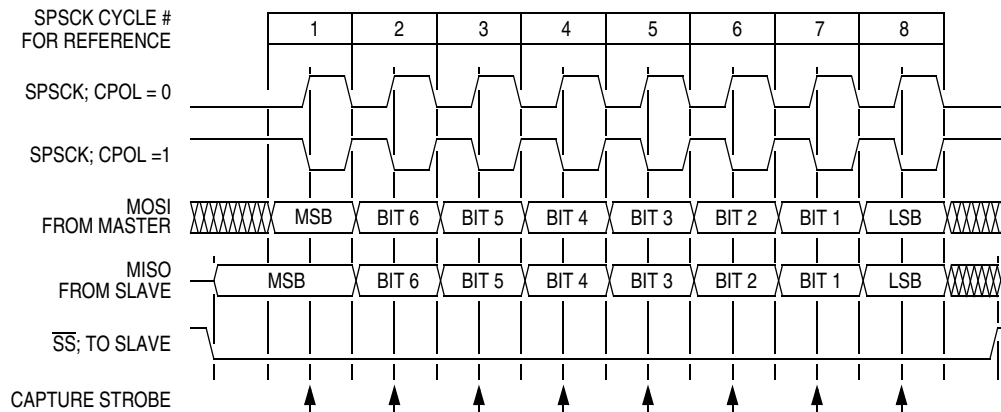 SPSCK CYCLE #
FOR REFERENCE
1 2 3 4 5 6 7 8
SPSCK; CPOL = 0
SPSCK; CPOL =1
MOSI
FROM MASTER
MSB BIT 6 BIT 5 BIT 4 BIT 3 BIT 2 BIT 1 LSB
MISO
FROM SLAVE
MSB BIT 6 BIT 5 BIT 4 BIT 3 BIT 2 BIT 1 LSB
S̅S̅; TO SLAVE
CAPTURE STROBE